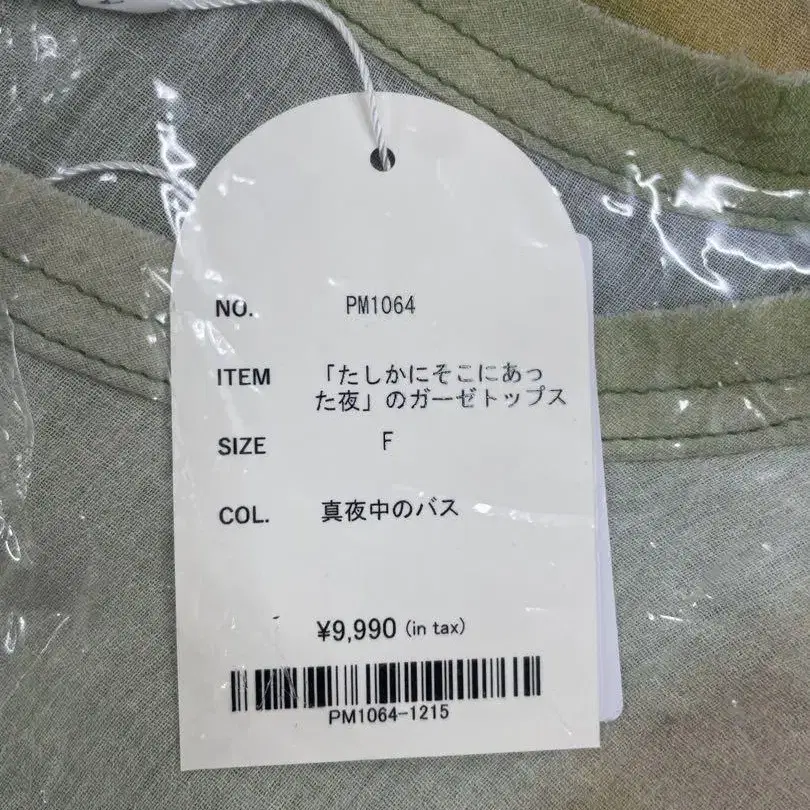 NO. PM1064
ITEM 「たしかにそこにあっ
た夜」のガーゼトップス
SIZE F
COL. 真夜中のバス
¥9,990 (in tax)
PM1064-1215